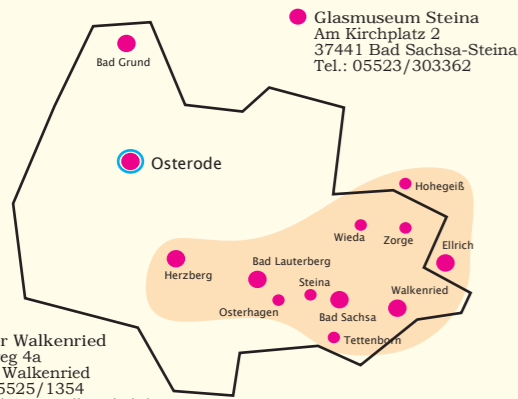 Glasmuseum Steina
Am Kirchplatz 2
37441 Bad Sachsa-Steina
Tel.: 05523/303362
Bad Grund
Osterode
Hohegeiß
Wieda
Zorge
Ellrich
Bad Lauterberg
Herzberg
Steina
Walkenried
Osterhagen
Bad Sachsa
Tettenborn
Walkenried
4a
Walkenried
5525/1354